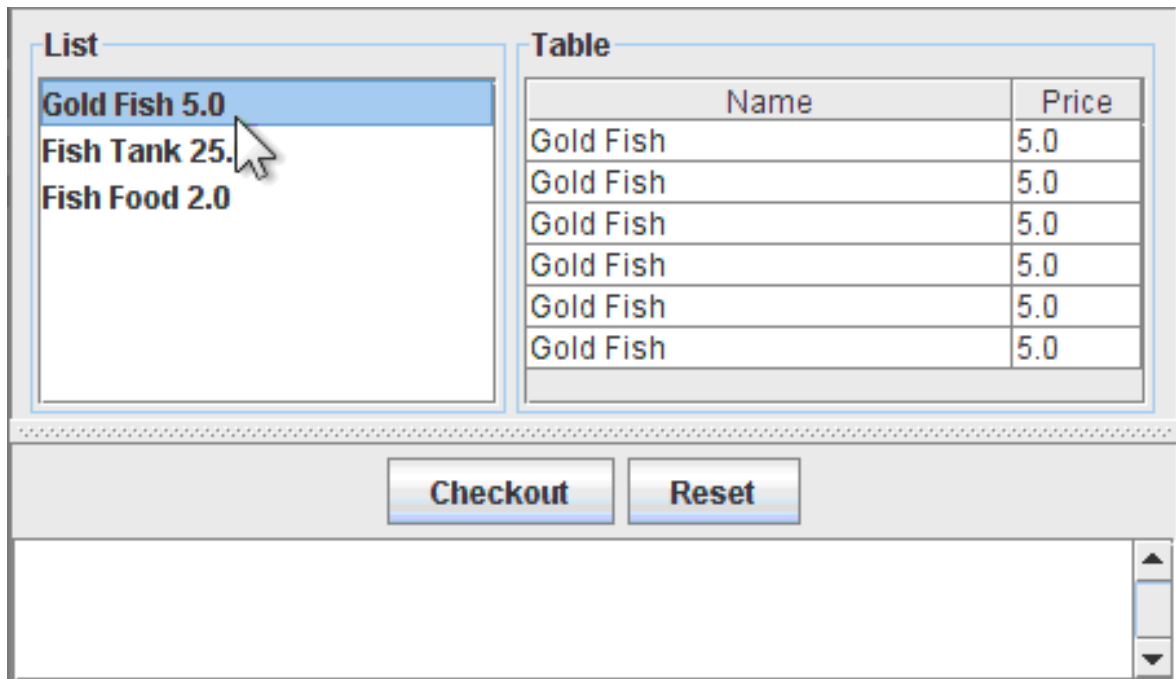 List
Gold Fish 5.0
Fish Tank 25.
Fish Food 2.0
Table
Name Price
Gold Fish 5.0
Gold Fish 5.0
Gold Fish 5.0
Gold Fish 5.0
Gold Fish 5.0
Gold Fish 5.0
Checkout Reset